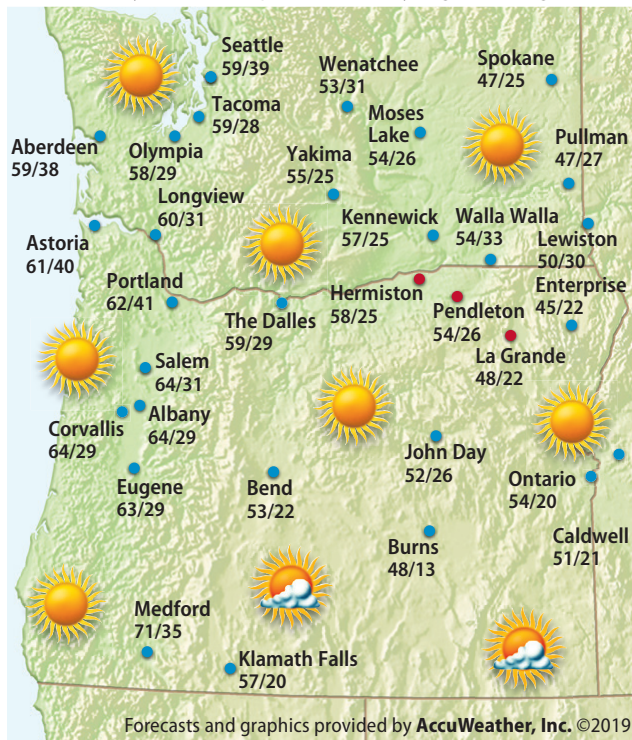 Seattle
59/39
Wenatchee
53/31
Spokane
47/25
Tacoma
59/28
Moses
Lake
54/26
Aberdeen
59/38
Olympia
58/29
Yakima
55/25
Pullman
47/27
Longview
60/31
Kennewick
57/25
Walla Walla
54/33
Lewiston
50/30
Astoria
61/40
Portland
62/41
The Dalles
59/29
Hermiston
58/25
Pendleton
54/26
Enterprise
45/22
La Grande
48/22
Salem
64/31
Albany
64/29
Corvallis
64/29
John Day
52/26
Ontario
54/20
Eugene
63/29
Bend
53/22
Caldwell
51/21
Burns
48/13
Medford
71/35
Klamath Falls
57/20
Forecasts and graphics provided by AccuWeather, Inc. ©2019